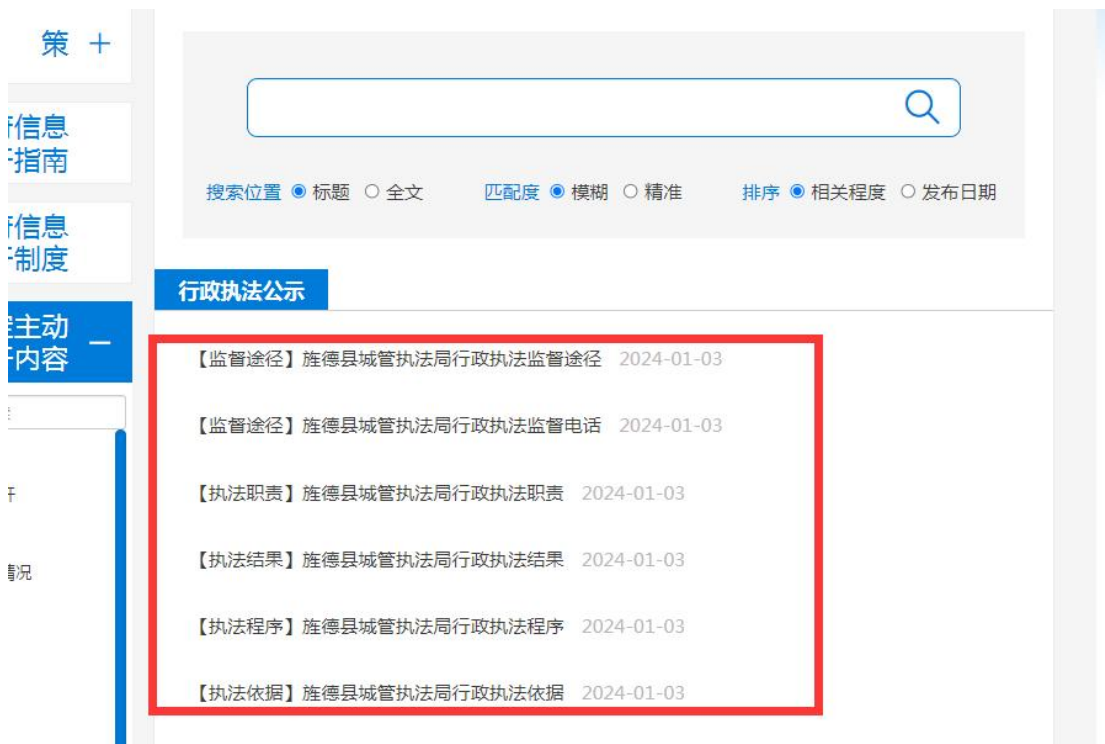 策 +
信息
指南
信息
制度
主动
内容
搜索位置 标题 全文 匹配度 模糊 精准 排序 相关程度 发布日期
行政执法公示
【监督途径】旌德县城管执法局行政执法监督途径 2024-01-03
【监督途径】旌德县城管执法局行政执法监督电话 2024-01-03
【执法职责】旌德县城管执法局行政执法职责 2024-01-03
【执法结果】旌德县城管执法局行政执法结果 2024-01-03
【执法程序】旌德县城管执法局行政执法程序 2024-01-03
【执法依据】旌德县城管执法局行政执法依据 2024-01-03
情况